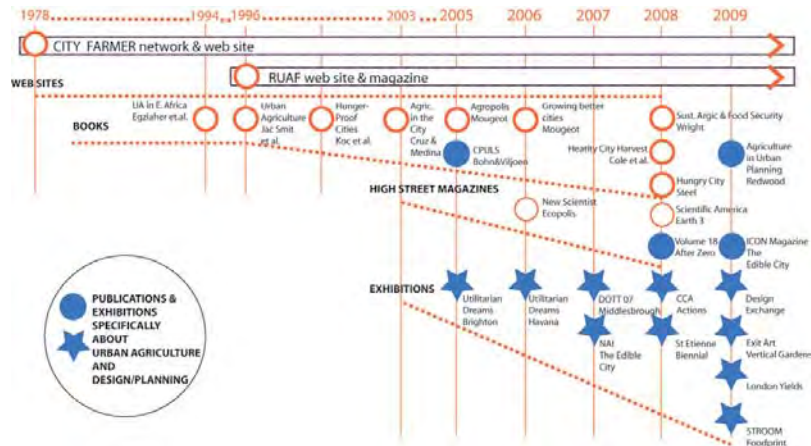 1978
1994
1996
2003
2005
2006
2007
2008
2009
CITY FARMER network & web site
RUAF web site & magazine
WEB SITES
BOOKS
UA in E. Africa
Egziaher et.al.
Urban
Agriculture
Jac Smit
et al.
Hunger-
Proof
Cities
Koc et al.
Agric.
in the
City
Cruz &
Medina
Agropolis
Mougeot
CPULS
Bohn&Viljoen
Growing better
cities
Mougeot
Sust. Argic & Food Security
Wright
Heatlty City Harvest
Cole et al.
Hungry City
Steel
Agriculture
in Urban
Planning
Redwood
HIGH STREET MAGAZINES
New Scientist
Ecopolis
Scientific America
Earth 3
Volume 18
After Zero
ICON Magazine
The
Edible City
EXHIBITIONS
Utilitarian
Dreams
Brighton
Utilitarian
Dreams
Havana
DOTT 07
Middlesbrough
NAI
The Edible
City
CCA
Actions
St Etienne
Biennial
Design
Exchange
Exit Art
Vertical Gardens
London Yields
STROOM
Foodprint
PUBLICATIONS &
EXHIBITIONS
SPECIFICALLY
ABOUT
URBAN AGRICULTURE
AND
DESIGN/PLANNING